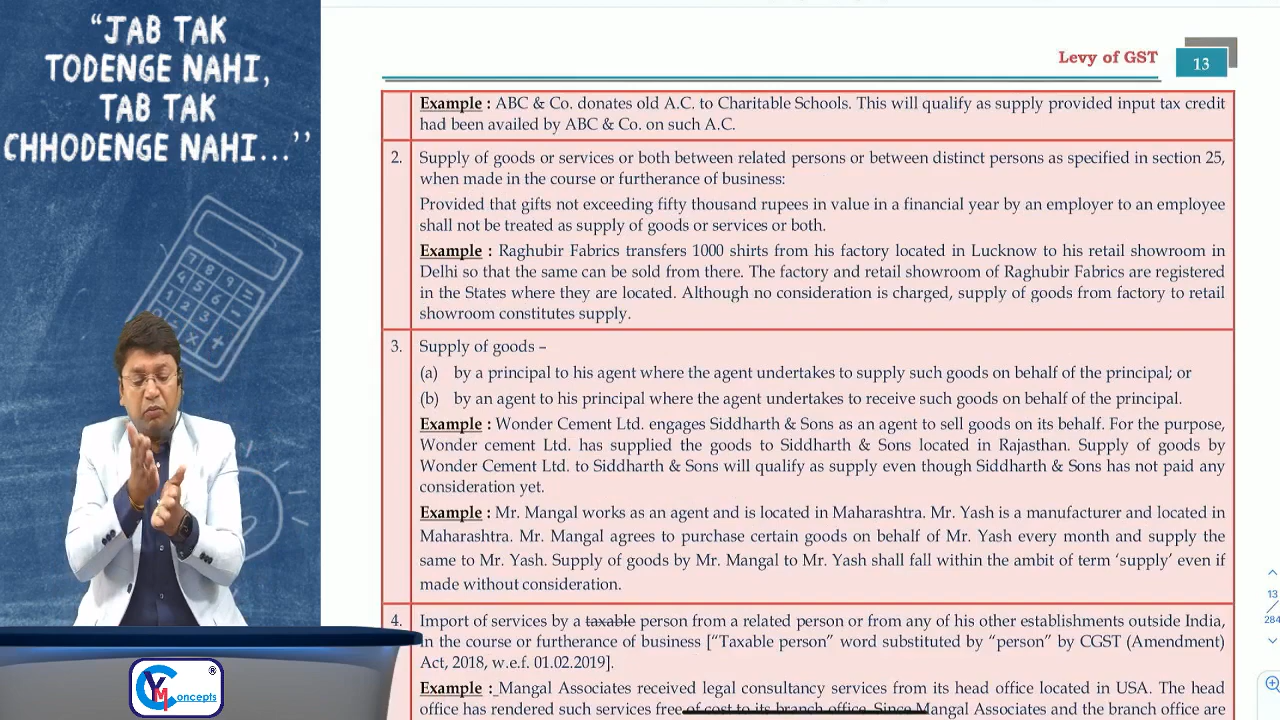 “JAB TAK
TODENGE NAHI,
TAB TAK
CHHODENGE NAHI...’’
Levy of GST
13
Example : ABC & Co. donates old A.C. to Charitable Schools. This will qualify as supply provided input tax credit
had been availed by ABC & Co. on such A.C.
2. Supply of goods or services or both between related persons or between distinct persons as specified in section 25,
when made in the course or furtherance of business:
Provided that gifts not exceeding fifty thousand rupees in value in a financial year by an employer to an employee
shall not be treated as supply of goods or services or both.
Example : Raghubir Fabrics transfers 1000 shirts from his factory located in Lucknow to his retail showroom in
Delhi so that the same can be sold from there. The factory and retail showroom of Raghubir Fabrics are registered
in the States where they are located. Although no consideration is charged, supply of goods from factory to retail
showroom constitutes supply.
3. Supply of goods –
(a) by a principal to his agent where the agent undertakes to supply such goods on behalf of the principal; or
(b) by an agent to his principal where the agent undertakes to receive such goods on behalf of the principal.
Example : Wonder Cement Ltd. engages Siddharth & Sons as an agent to sell goods on its behalf. For the purpose,
Wonder cement Ltd. has supplied the goods to Siddharth & Sons located in Rajasthan. Supply of goods by
Wonder Cement Ltd. to Siddharth & Sons will qualify as supply even though Siddharth & Sons has not paid any
consideration yet.
Example : Mr. Mangal works as an agent and is located in Maharashtra. Mr. Yash is a manufacturer and located in
Maharashtra. Mr. Mangal agrees to purchase certain goods on behalf of Mr. Yash every month and supply the
same to Mr. Yash. Supply of goods by Mr. Mangal to Mr. Yash shall fall within the ambit of term ‘supply’ even if
made without consideration.
4. Import of services by a taxable person from a related person or from any of his other establishments outside India,
in the course or furtherance of business [“Taxable person” word substituted by “person” by CGST (Amendment)
Act, 2018, w.e.f. 01.02.2019].
Example : Mangal Associates received legal consultancy services from its head office located in USA. The head
office has rendered such services free of cost to its branch office. Since Mangal Associates and the branch office are
13
284
YM Concepts ®